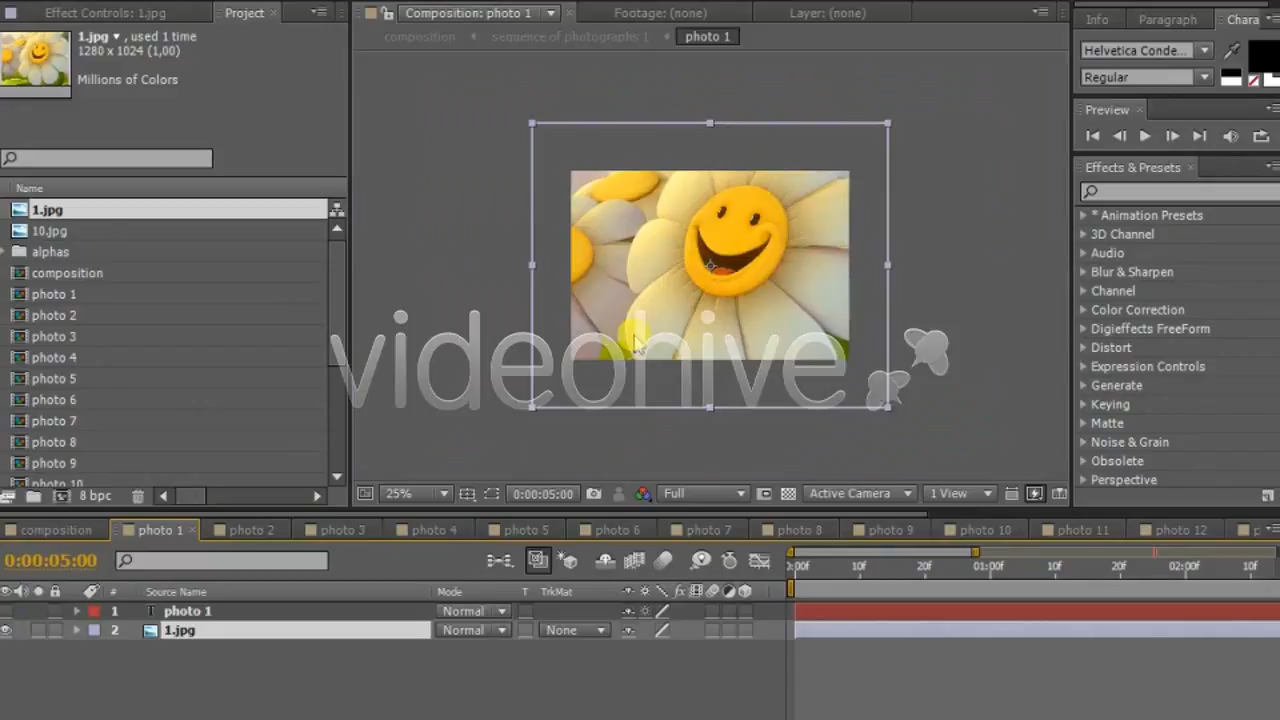 Effect Controls: 1.jpg
Project
Composition: photo 1
Footage: (none)
Layer: (none)
Info
Paragraph
Chara
1.jpg , used 1 time
1280 x 1024 (1,00)
Millions of Colors
composition
sequence of photographs 1
photo 1
Helvetica Conde...
Regular
Preview
Effects & Presets
Name
1.jpg
10.jpg
alphas
composition
photo 1
photo 2
photo 3
photo 4
photo 5
photo 6
photo 7
photo 8
photo 9
photo 10
* Animation Presets
3D Channel
Audio
Blur & Sharpen
Channel
Color Correction
Digieffects FreeForm
Distort
Expression Controls
Generate
Keying
Matte
Noise & Grain
Obsolete
Perspective
videohive
8 bpc
25%
0:00:05:00
Full
Active Camera
1 View
composition
photo 1
photo 2
photo 3
photo 4
photo 5
photo 6
photo 7
photo 8
photo 9
photo 10
photo 11
photo 12
p
0:00:05:00
0:00f
10f
20f
01:00f
10f
20f
02:00f
10f
#
Source Name
Mode
T
TrkMat
fx
1
T
photo 1
Normal
2
1.jpg
Normal
None